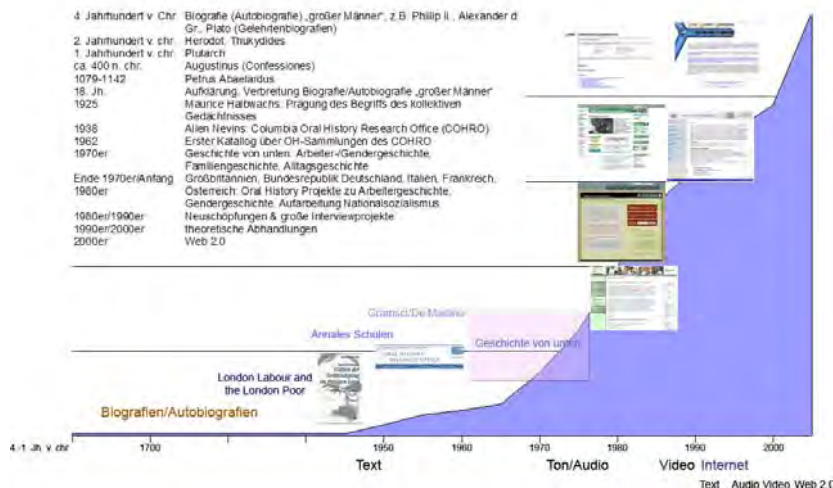 4. Jahrhundert v. Chr. Biografie (Autobiografie) „großer Männer“, z.B. Philip II., Alexander d.
Gr., Plato (Gelehrtenbiografien)
2. Jahrhundert v. chr. Herodot, Thukydides
1. Jahrhundert v. chr. Plutarch
ca. 400 n. chr. Augustinus (Confessiones)
1079-1142 Petrus Abaelardus
18. Jh. Aufklärung, Verbreitung Biografie/Autobiografie „großer Männer“
1925 Maurice Halbwachs: Prägung des Begriffs des kollektiven
Gedächtnisses
1938 Allen Nevins: Columbia Oral History Research Office (COHRO)
1962 Erster Katallog über OH-Sammlungen des COHRO
1970er Geschichte von unten: Arbeiter-/Gendergeschichte,
Familiengeschichte, Alltagsgeschichte
Ende 1970er/Anfang Großbritannien, Bundesrepublik Deutschland, Italien, Frankreich,
1980er Österreich: Oral History Projekte zu Arbeitergeschichte,
Gendergeschichte, Aufarbeitung Nationalsozialismus
1980er/1990er Neuschöpfungen & große Interviewprojekte
1990er/2000er theoretische Abhandlungen
2000er Web 2.0
Gramsci/De Martino
Annales Schulen
Geschichte von unten
London Labour and
the London Poor
Biografien/Autobiografien
4.-1. Jh. v. chr 1700 1950 1960 1970 1980 1990 2000
Text Ton/Audio Video Internet
Text Audio Video Web 2.0